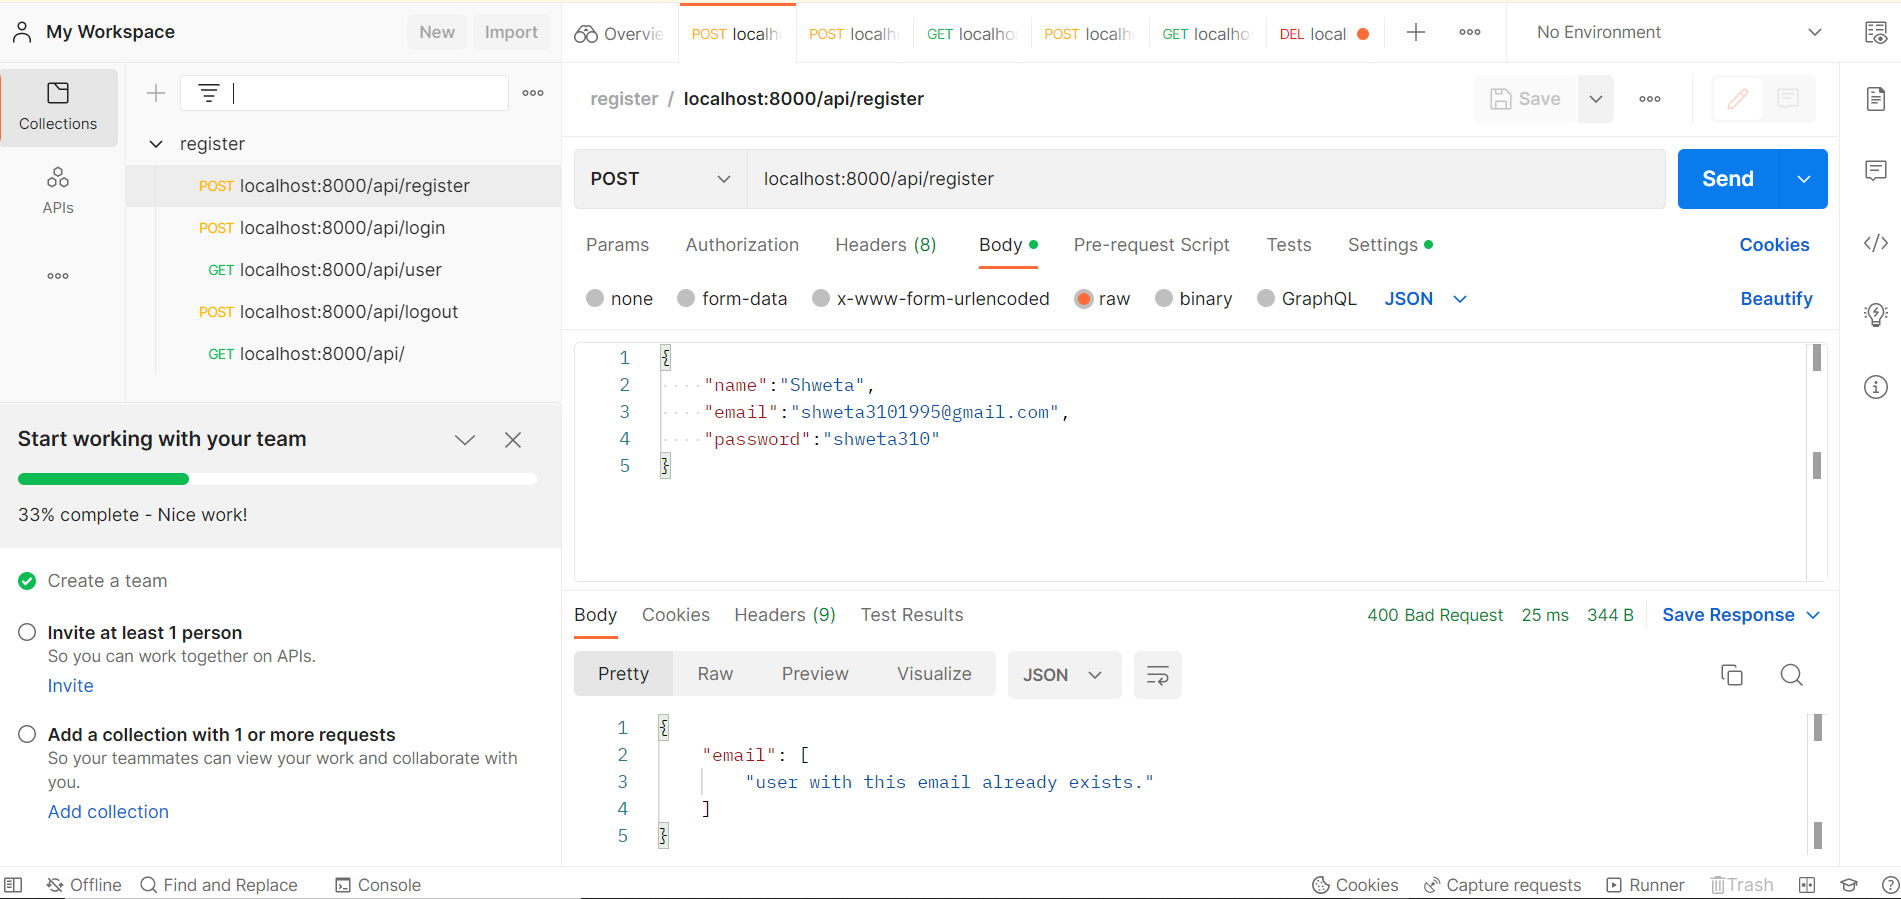 My Workspace
New
Import
Overvie
POST localh
POST localh
GET localho
POST localh
GET localho
DEL local
No Environment
Collections
APIs
register
POST localhost:8000/api/register
POST localhost:8000/api/login
GET localhost:8000/api/user
POST localhost:8000/api/logout
GET localhost:8000/api/
Start working with your team
33% complete - Nice work!
Create a team
Invite at least 1 person
So you can work together on APIs.
Invite
Add a collection with 1 or more requests
So your teammates can view your work and collaborate with
you.
Add collection
register / localhost:8000/api/register
Save
POST
localhost:8000/api/register
Send
Params
Authorization
Headers (8)
Body
Pre-request Script
Tests
Settings
Cookies
none
form-data
x-www-form-urlencoded
raw
binary
GraphQL
JSON
Beautify
1 {
2 "name":"Shweta",
3 "email":"shweta3101995@gmail.com",
4 "password":"shweta310"
5 }
Body
Cookies
Headers (9)
Test Results
400 Bad Request
25 ms
344 B
Save Response
Pretty
Raw
Preview
Visualize
JSON
1 {
2 "email": [
3 "user with this email already exists."
4 ]
5 }
Offline
Find and Replace
Console
Cookies
Capture requests
Runner
Trash